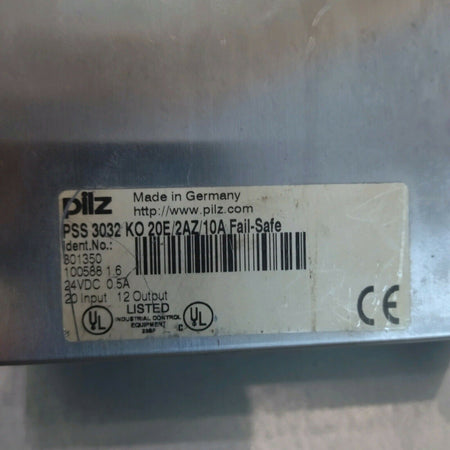 pilz
Made in Germany
http://www.pilz.com
PSS 3032 KO 20E/2AZ/10A Fail-Safe
Ident.No.:
301350
100588 1.6
24VDC 0.5A
20 Input 12 Output
UL
LISTED
INDUSTRIAL CONTROL
EQUIPMENT
C UL
CE